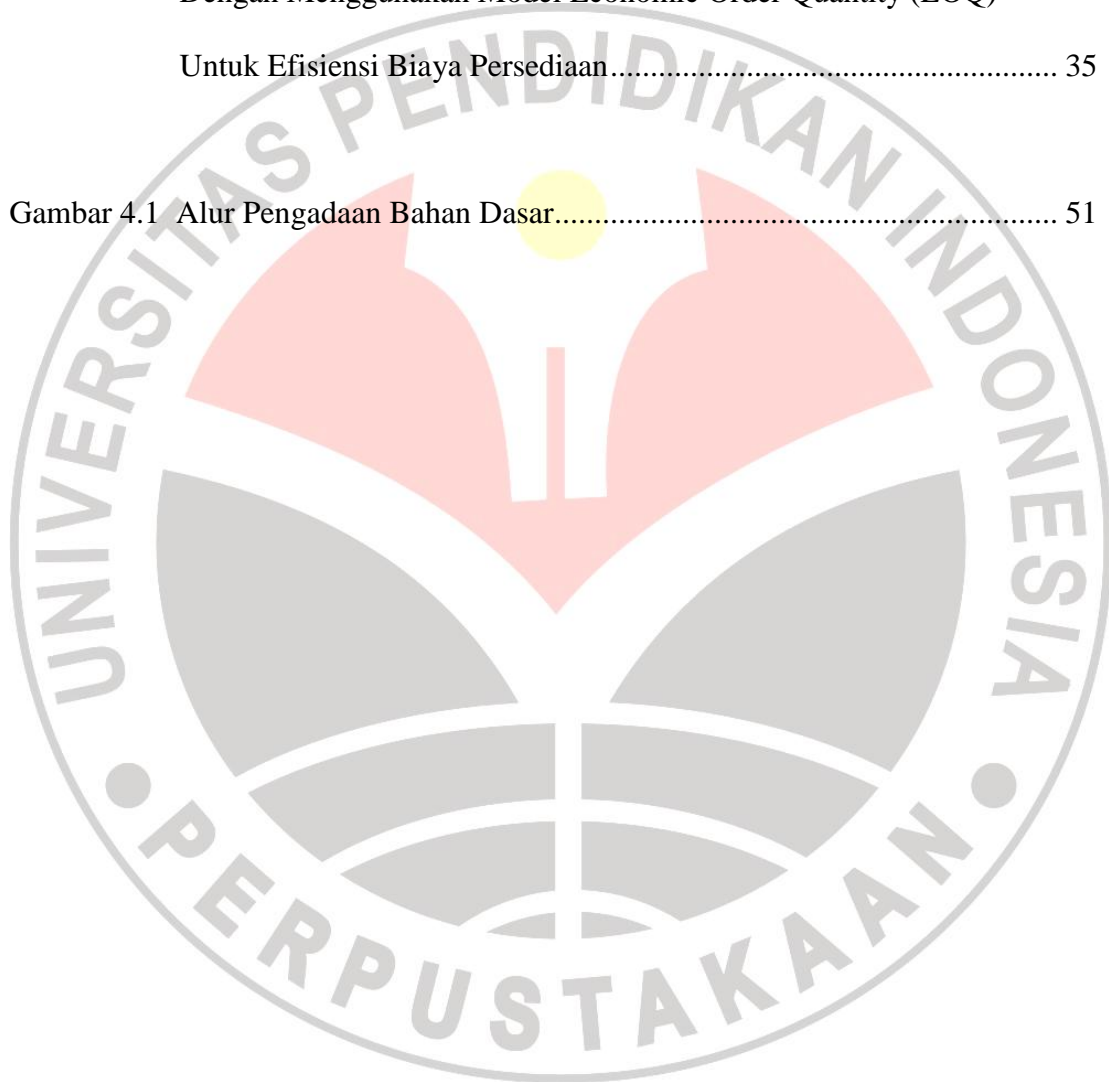 Dengan Menggunakan Model Economic Order Quantity (EOQ)
Untuk Efisiensi Biaya Persediaan........................................................ 35
Gambar 4.1 Alur Pengadaan Bahan Dasar............................................................... 51
UNIVERSITAS PENDIDIKAN INDONESIA
PERPUSTAKAAN